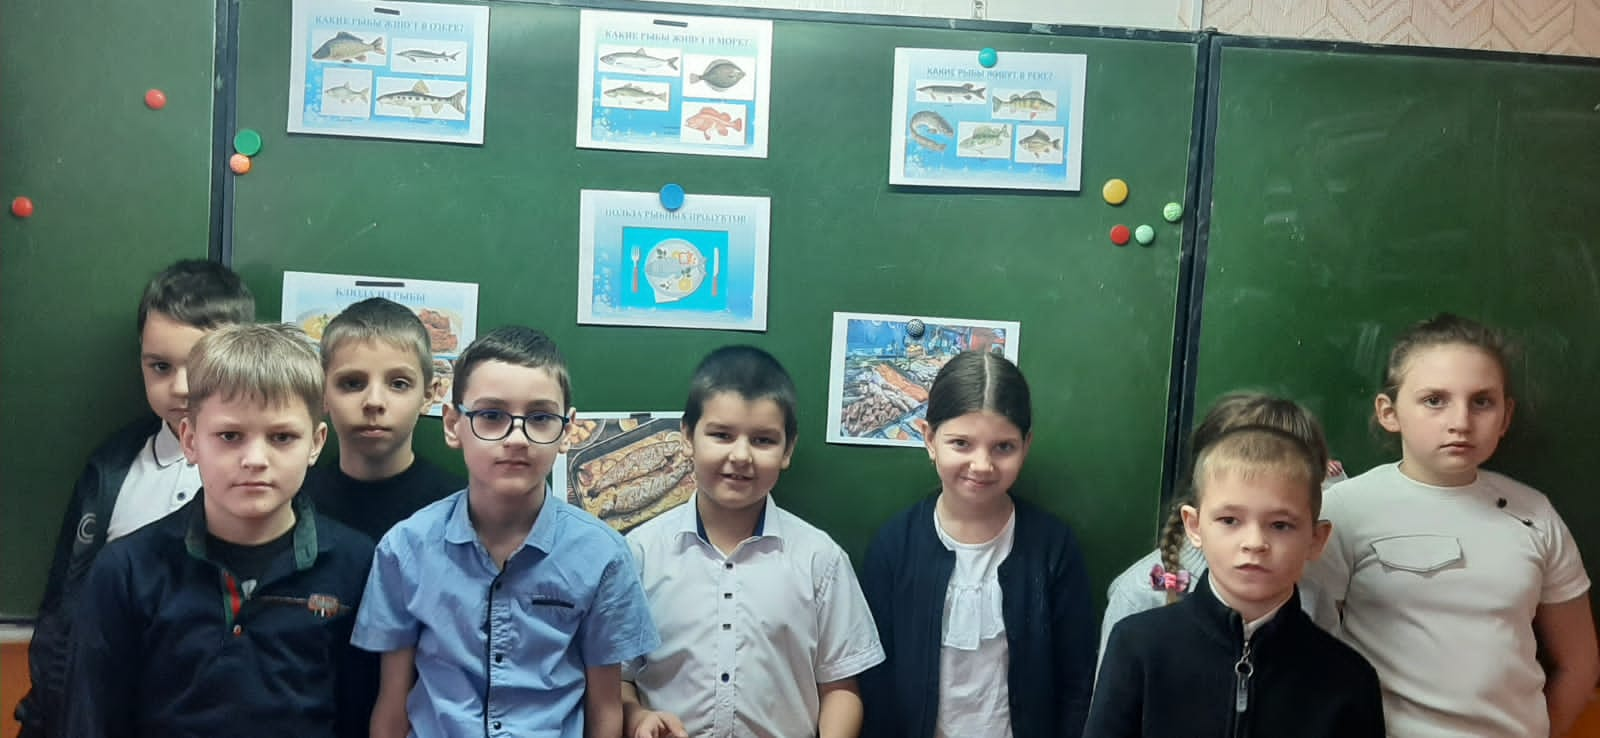 КАКИЕ РЫБЫ ЖИВУТ В ОЗЕРЕ?
КАКИЕ РЫБЫ ЖИВУТ В МОРЕ?
КАКИЕ РЫБЫ ЖИВУТ В РЕКЕ?
ПОЛЬЗА РЫБНЫХ ПРОДУКТОВ
БЛЮДА ИЗ РЫБЫ